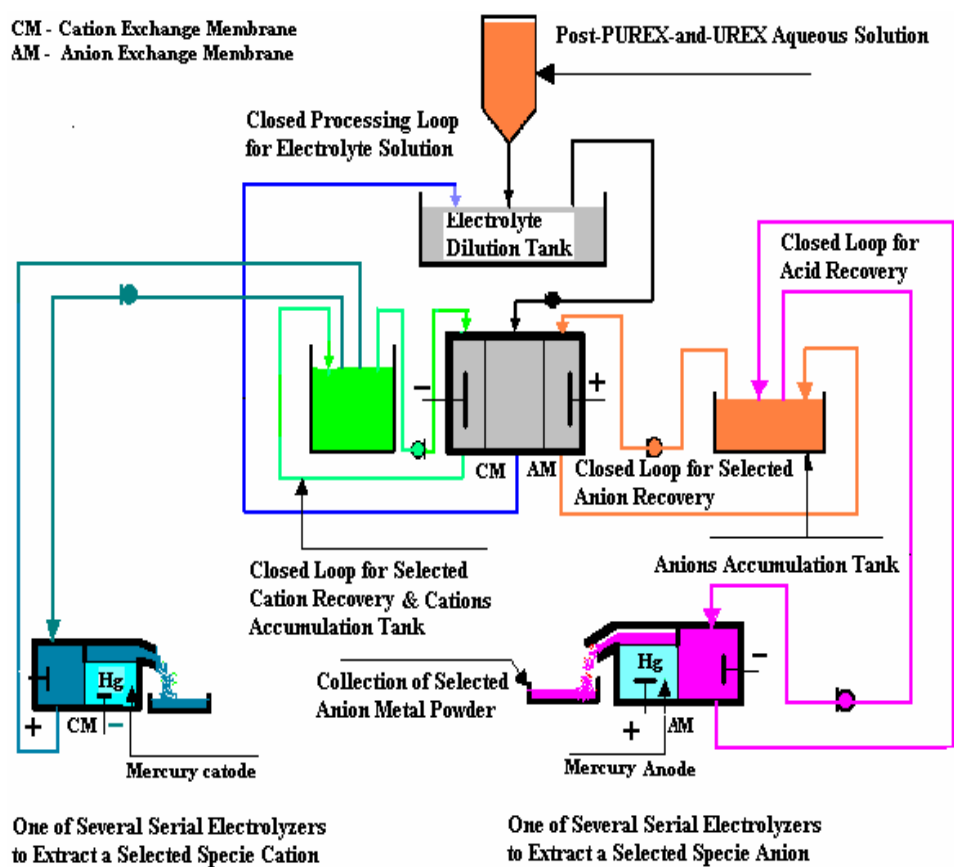 CM - Cation Exchange Membrane
AM - Anion Exchange Membrane
Post-PUREX-and-UREX Aqueous Solution
Closed Processing Loop
for Electrolyte Solution
Electrolyte
Dilution Tank
Closed Loop for
Acid Recovery
-
+
CM
AM
Closed Loop for Selected
Anion Recovery
Anions Accumulation Tank
Closed Loop for Selected
Cation Recovery & Cations
Accumulation Tank
Hg
+
CM
-
Mercury catode
Collection of Selected
Anion Metal Powder
Hg
-
+
AM
Mercury Anode
One of Several Serial Electrolyzers
to Extract a Selected Specie Cation
One of Several Serial Electrolyzers
to Extract a Selected Specie Anion